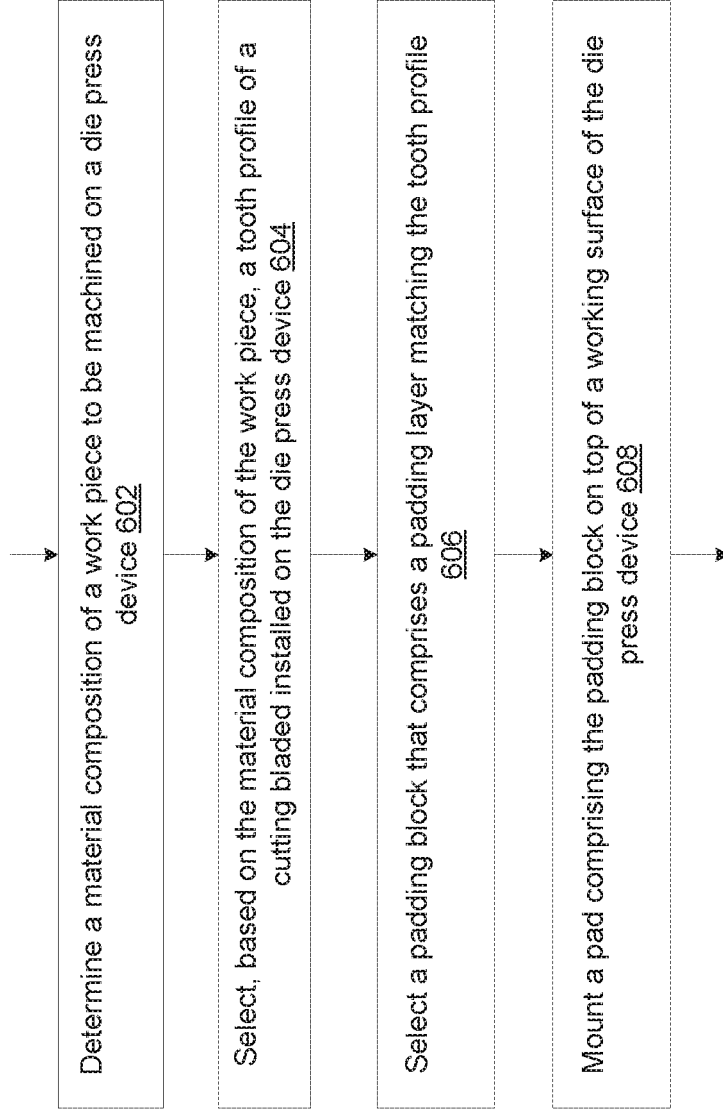 Determine a material composition of a work piece to be machined on a die press
device 602
Select, based on the material composition of the work piece, a tooth profile of a
cutting bladed installed on the die press device 604
Select a padding block that comprises a padding layer matching the tooth profile
606
Mount a pad comprising the padding block on top of a working surface of the die
press device 608